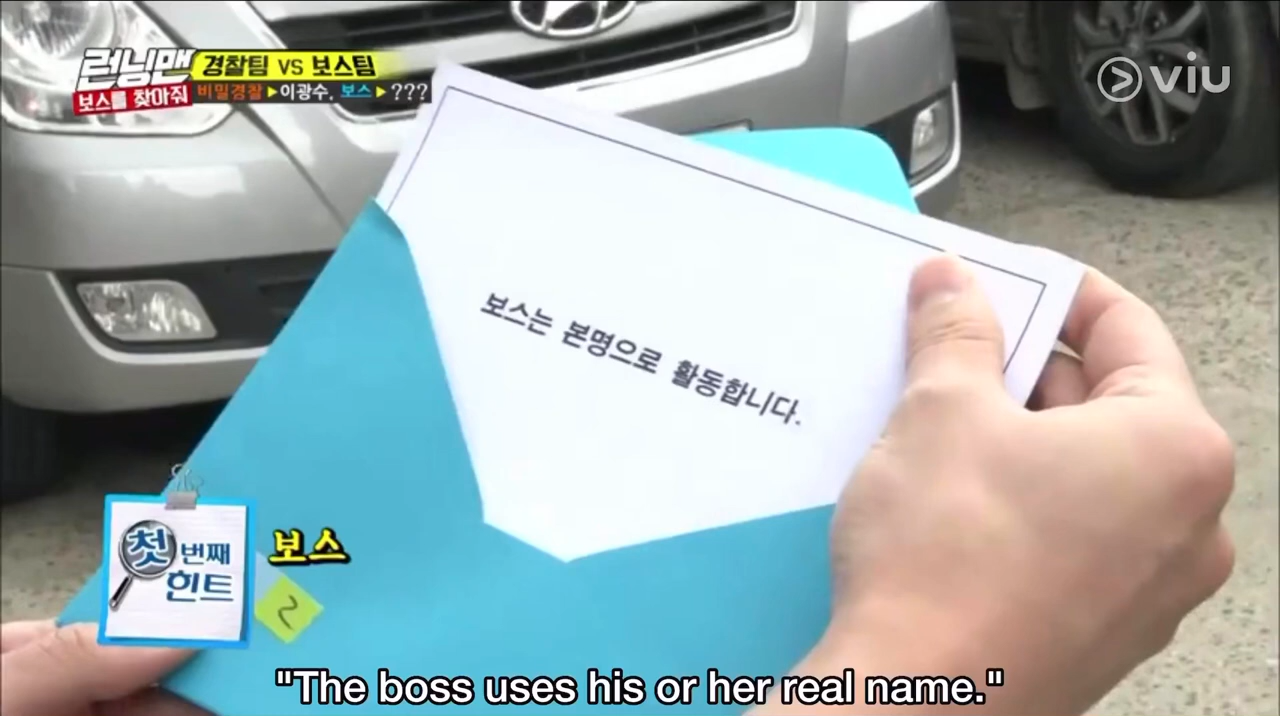 런닝맨
보스를 찾아줘
경찰팀 VS 보스팀
비밀경찰▶이광수, 보스▶???
viu
보스는 본명으로 활동합니다.
첫 번째
힌트
보스
2
"The boss uses his or her real name."